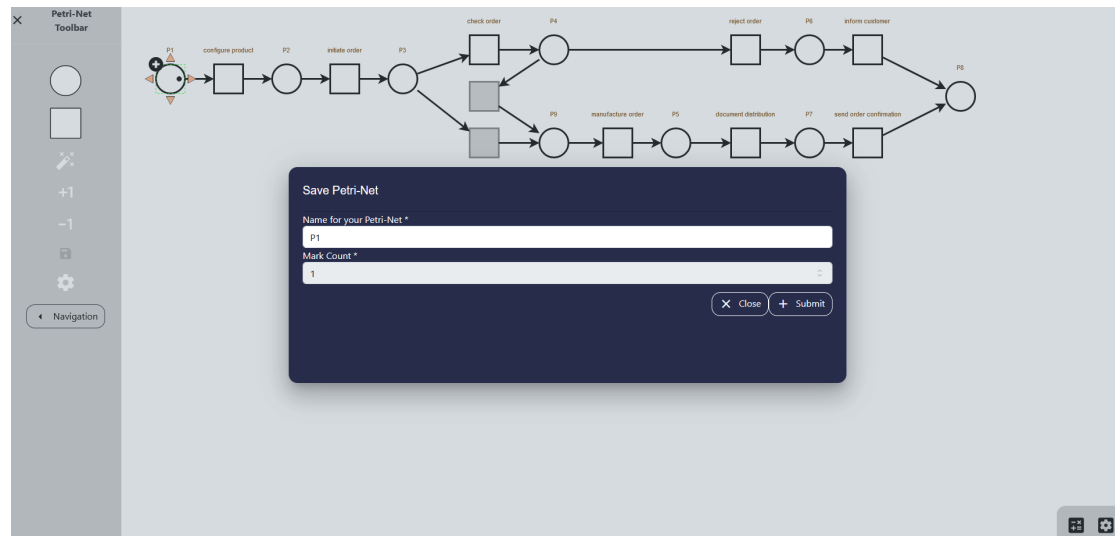 Petri-Net
Toolbar
+1
−1
Navigation
check order
P4
reject order
P6
inform customer
P1
configure product
P2
initiate order
P3
P8
P9
manufacture order
P5
document distribution
P7
send order confirmation
Save Petri-Net
Name for your Petri-Net *
P1
Mark Count *
1
Close
Submit